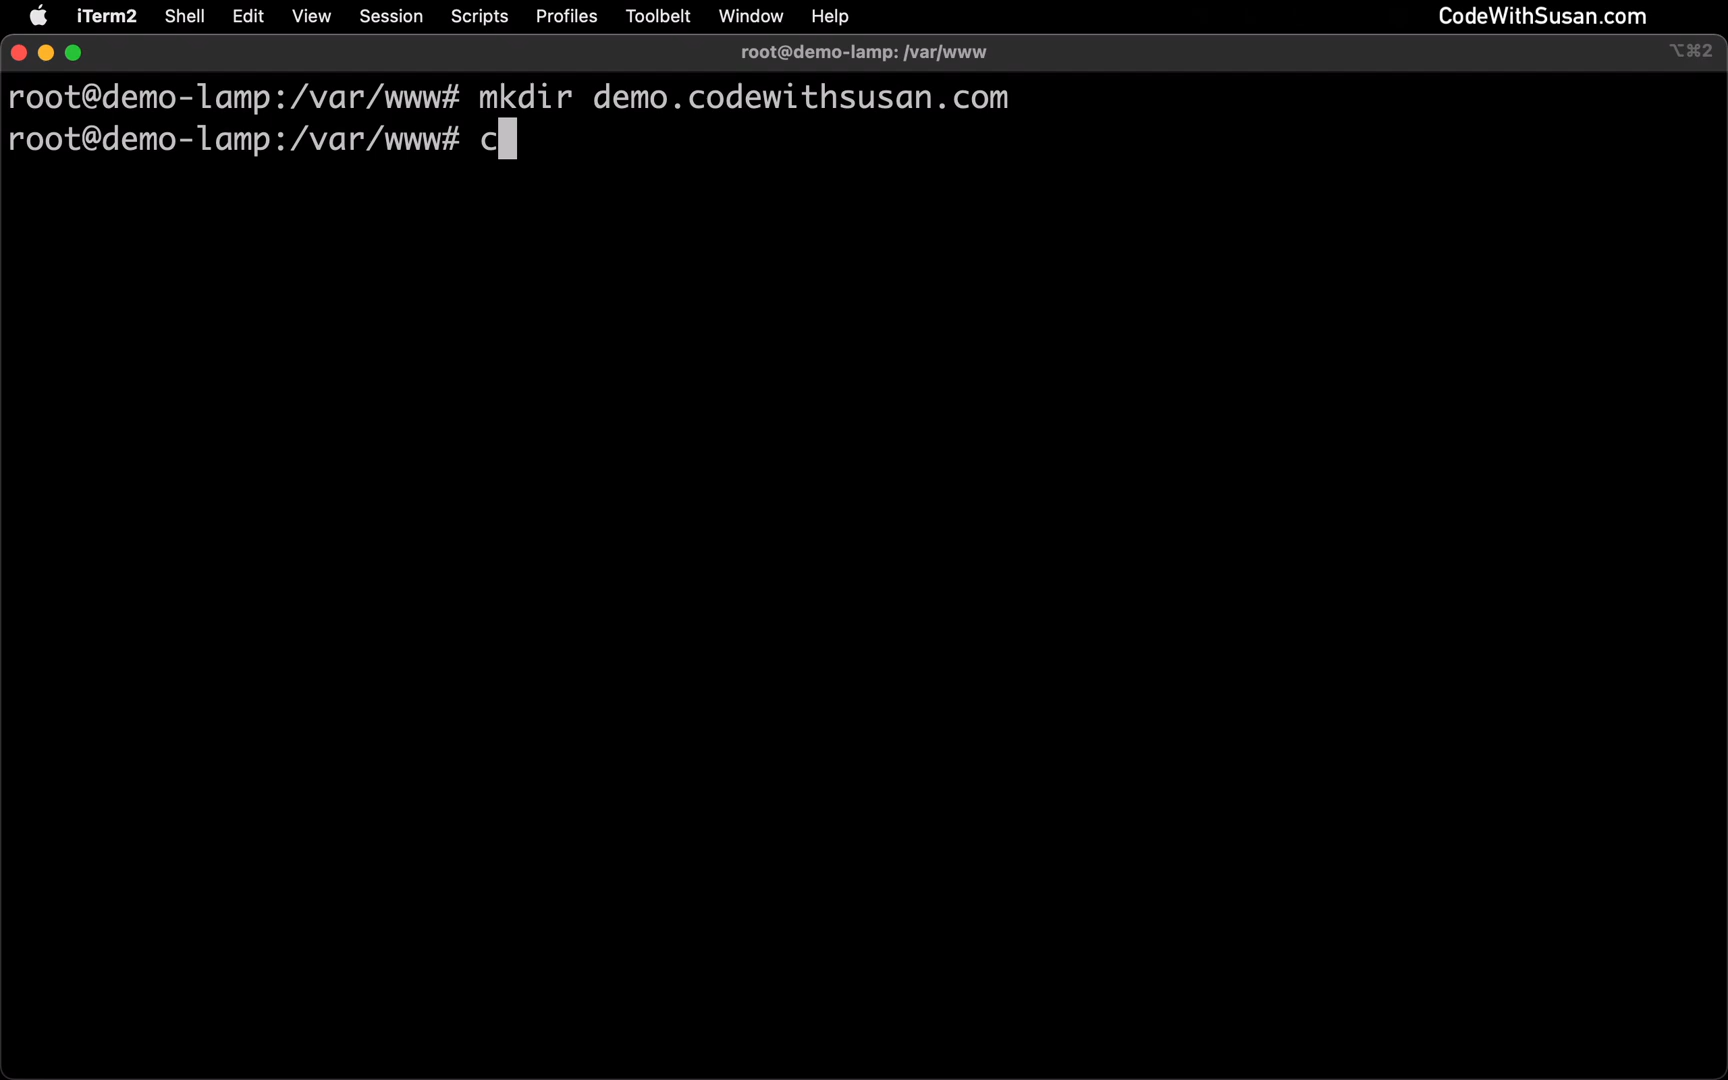 iTerm2 Shell Edit View Session Scripts Profiles Toolbelt Window Help CodeWithSusan.com
root@demo-lamp: /var/www ⌥⌘2
root@demo-lamp:/var/www# mkdir demo.codewithsusan.com
root@demo-lamp:/var/www# c